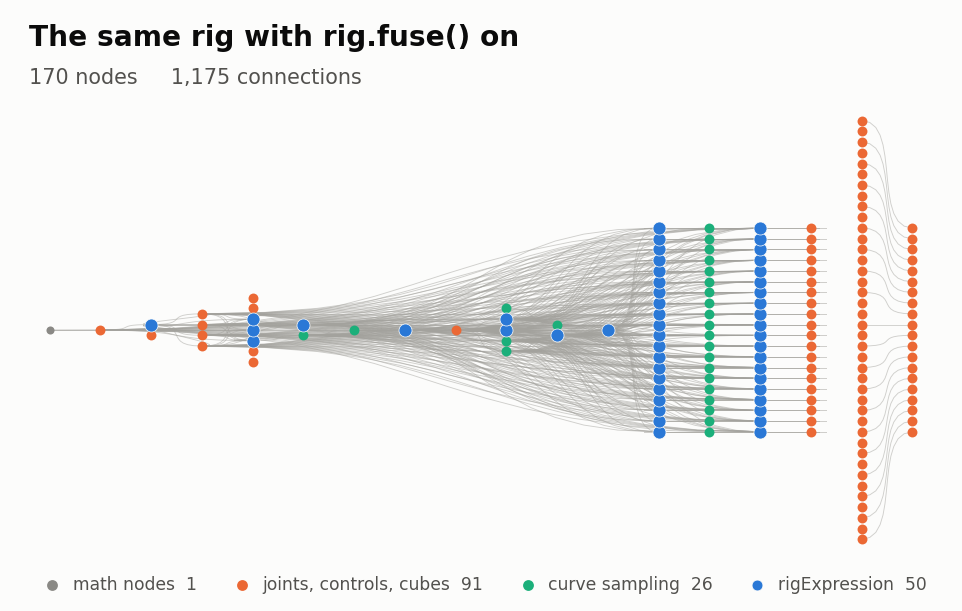 The same rig with rig.fuse() on
170 nodes 1,175 connections
math nodes 1 joints, controls, cubes 91 curve sampling 26 rigExpression 50